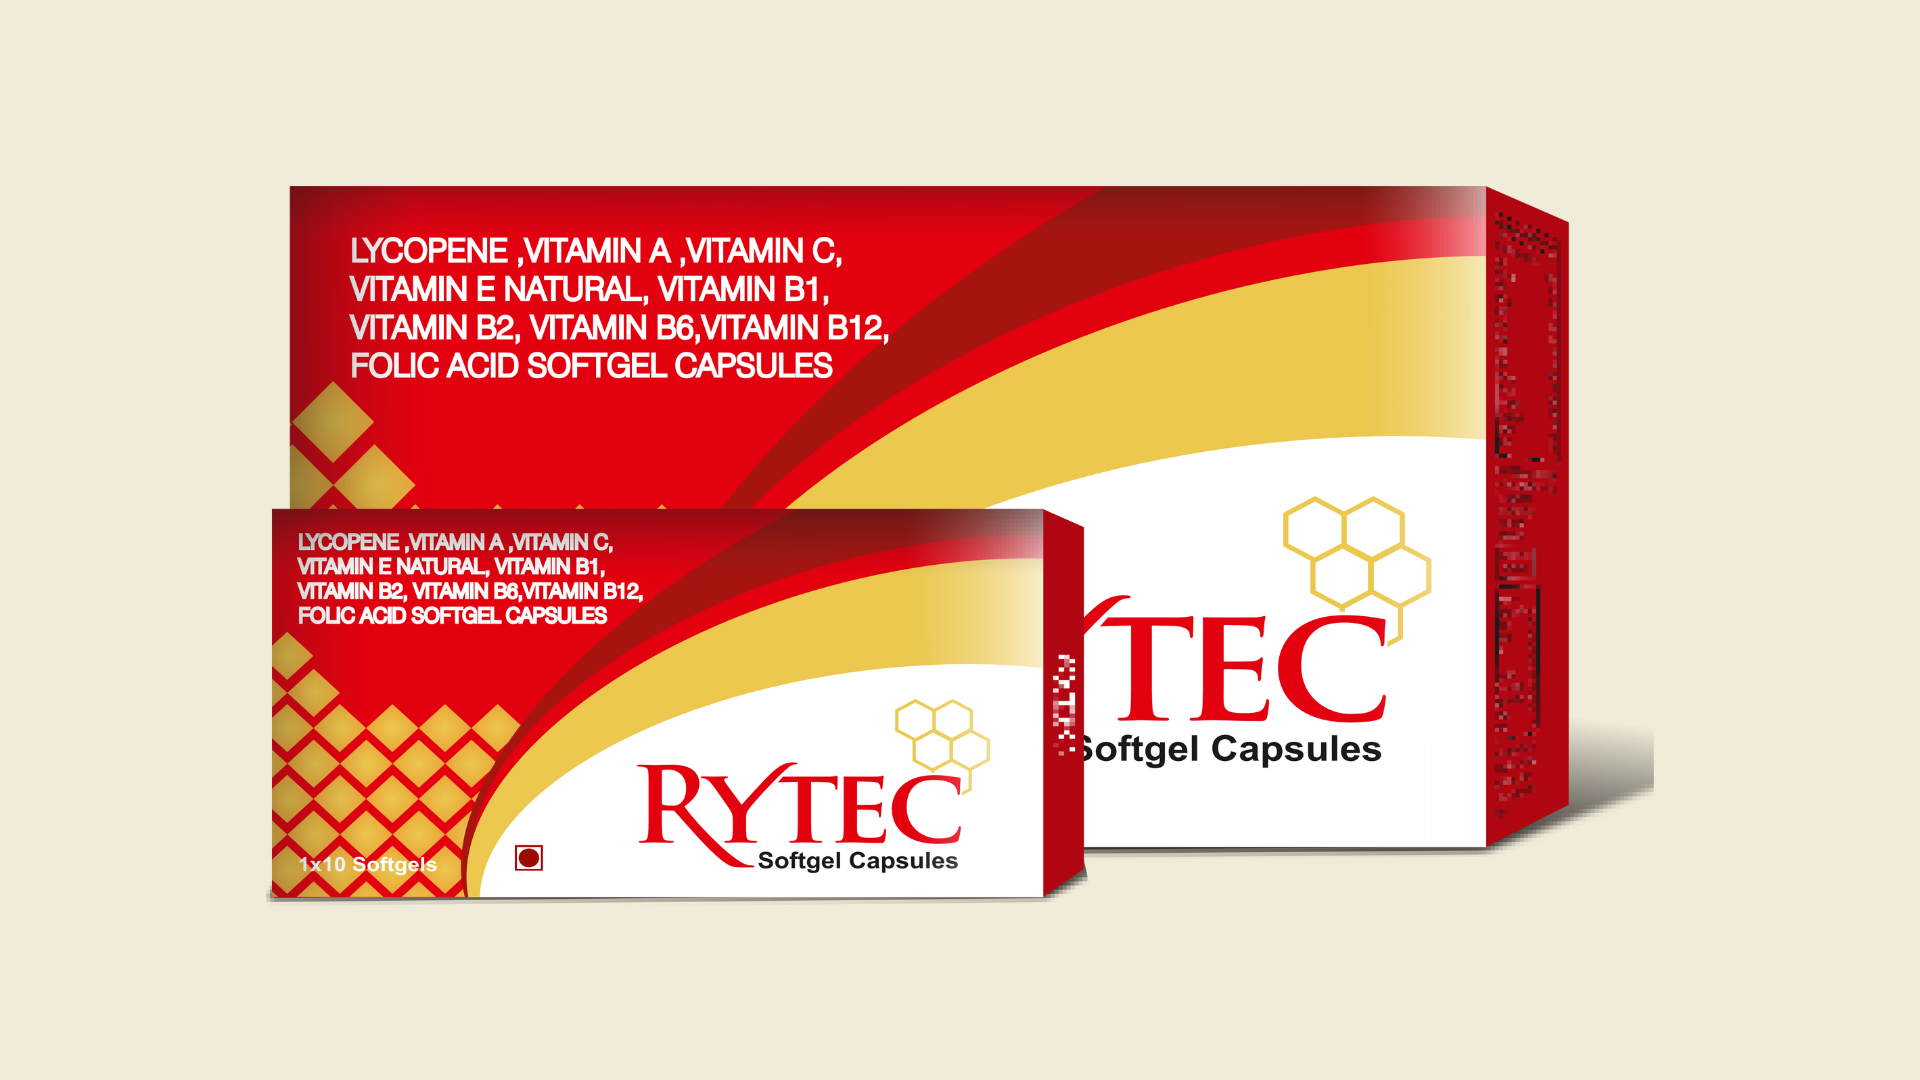 LYCOPENE ,VITAMIN A ,VITAMIN C,
VITAMIN E NATURAL, VITAMIN B1,
VITAMIN B2, VITAMIN B6,VITAMIN B12,
FOLIC ACID SOFTGEL CAPSULES
YTEC
Softgel Capsules
LYCOPENE ,VITAMIN A ,VITAMIN C,
VITAMIN E NATURAL, VITAMIN B1,
VITAMIN B2, VITAMIN B6,VITAMIN B12,
FOLIC ACID SOFTGEL CAPSULES
RYTEC
Softgel Capsules
1x10 Softgels